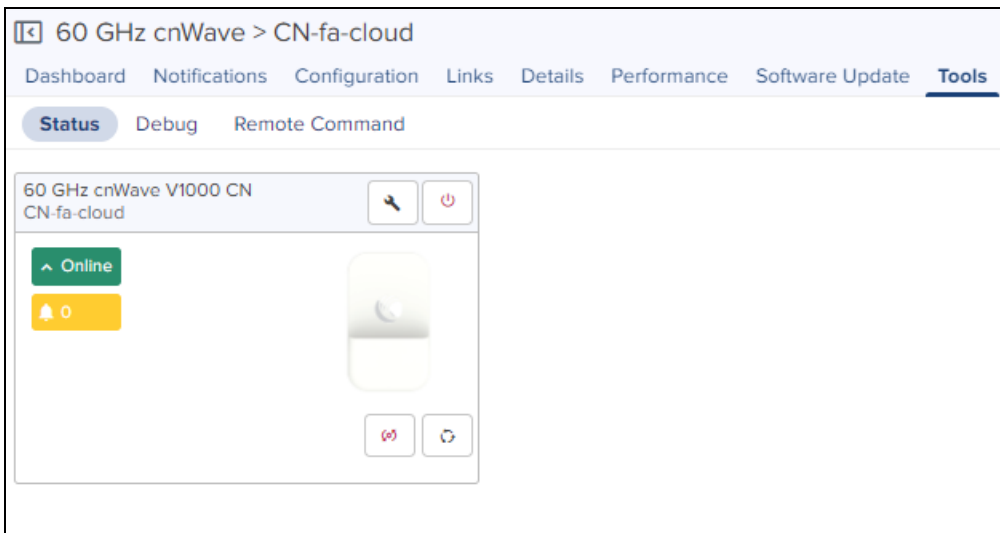 60 GHz cnWave > CN-fa-cloud
Dashboard Notifications Configuration Links Details Performance Software Update Tools
Status Debug Remote Command
60 GHz cnWave V1000 CN
CN-fa-cloud
Online
0